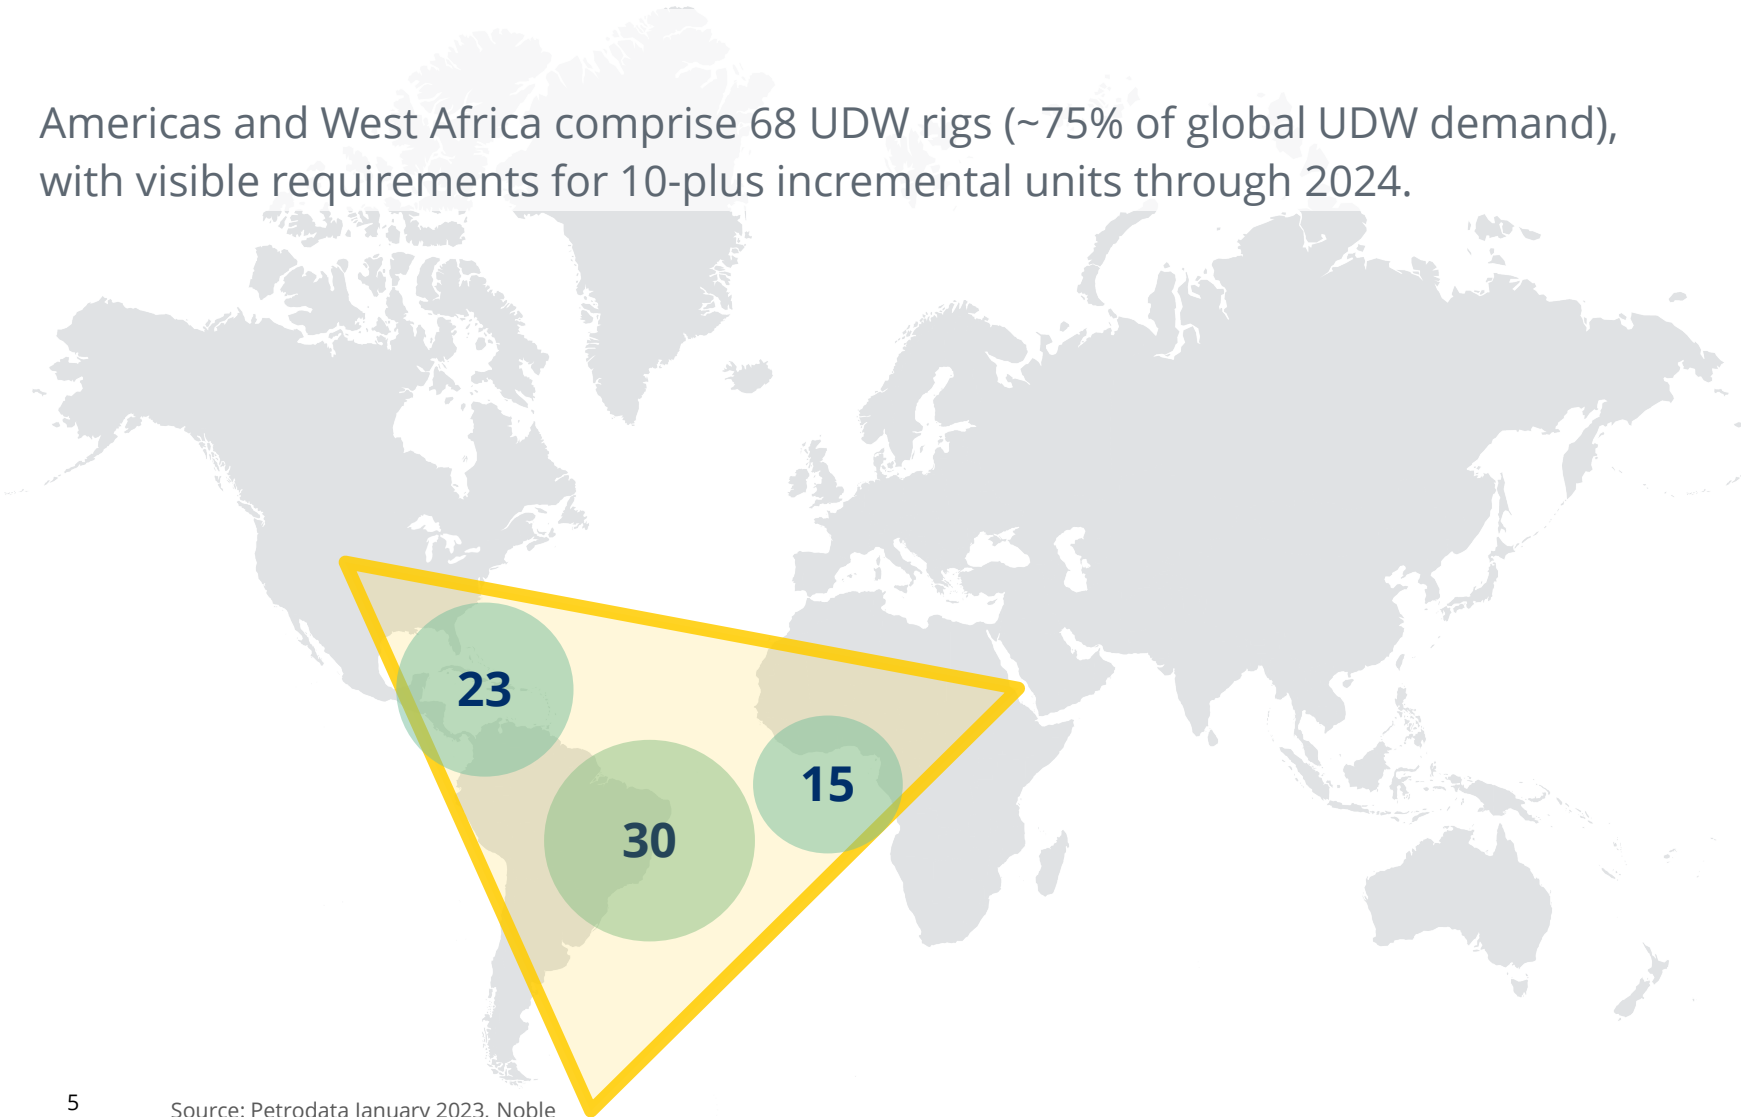 Americas and West Africa comprise 68 UDW rigs (~75% of global UDW demand),
with visible requirements for 10-plus incremental units through 2024.
23
15
30
5
Source: Petrodata January 2023, Noble